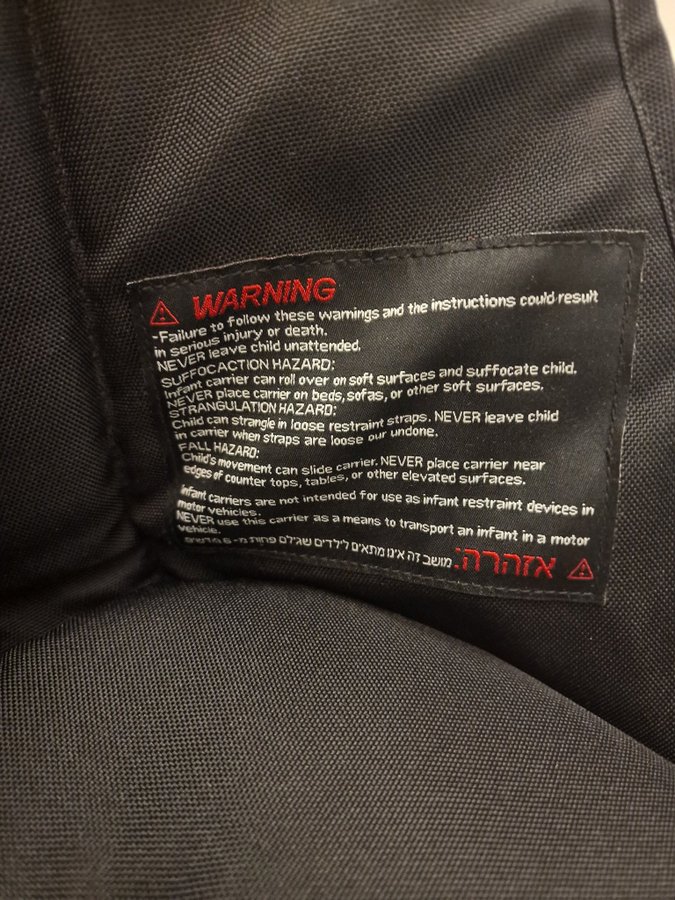 WARNING
-Failure to follow these warnings and the instructions could result
in serious injury or death.
NEVER leave child unattended.
SUFFOCACTION HAZARD:
Infant carrier can roll over on soft surfaces and suffocate child.
NEVER place carrier on beds, sofas, or other soft surfaces.
STRANGULATION HAZARD:
Child can strangle in loose restraint straps. NEVER leave child
in carrier when straps are loose our undone.
FALL HAZARD:
Child's movement can slide carrier. NEVER place carrier near
edges of counter tops, tables, or other elevated surfaces.
infant carriers are not intended for use as infant restraint devices in
motor vehicles.
NEVER use this carrier as a means to transport an infant in a motor
vehicle.
אזהרה: מושב זה אינו מתאים לילדים שגילם פחות מ-6 חדשים